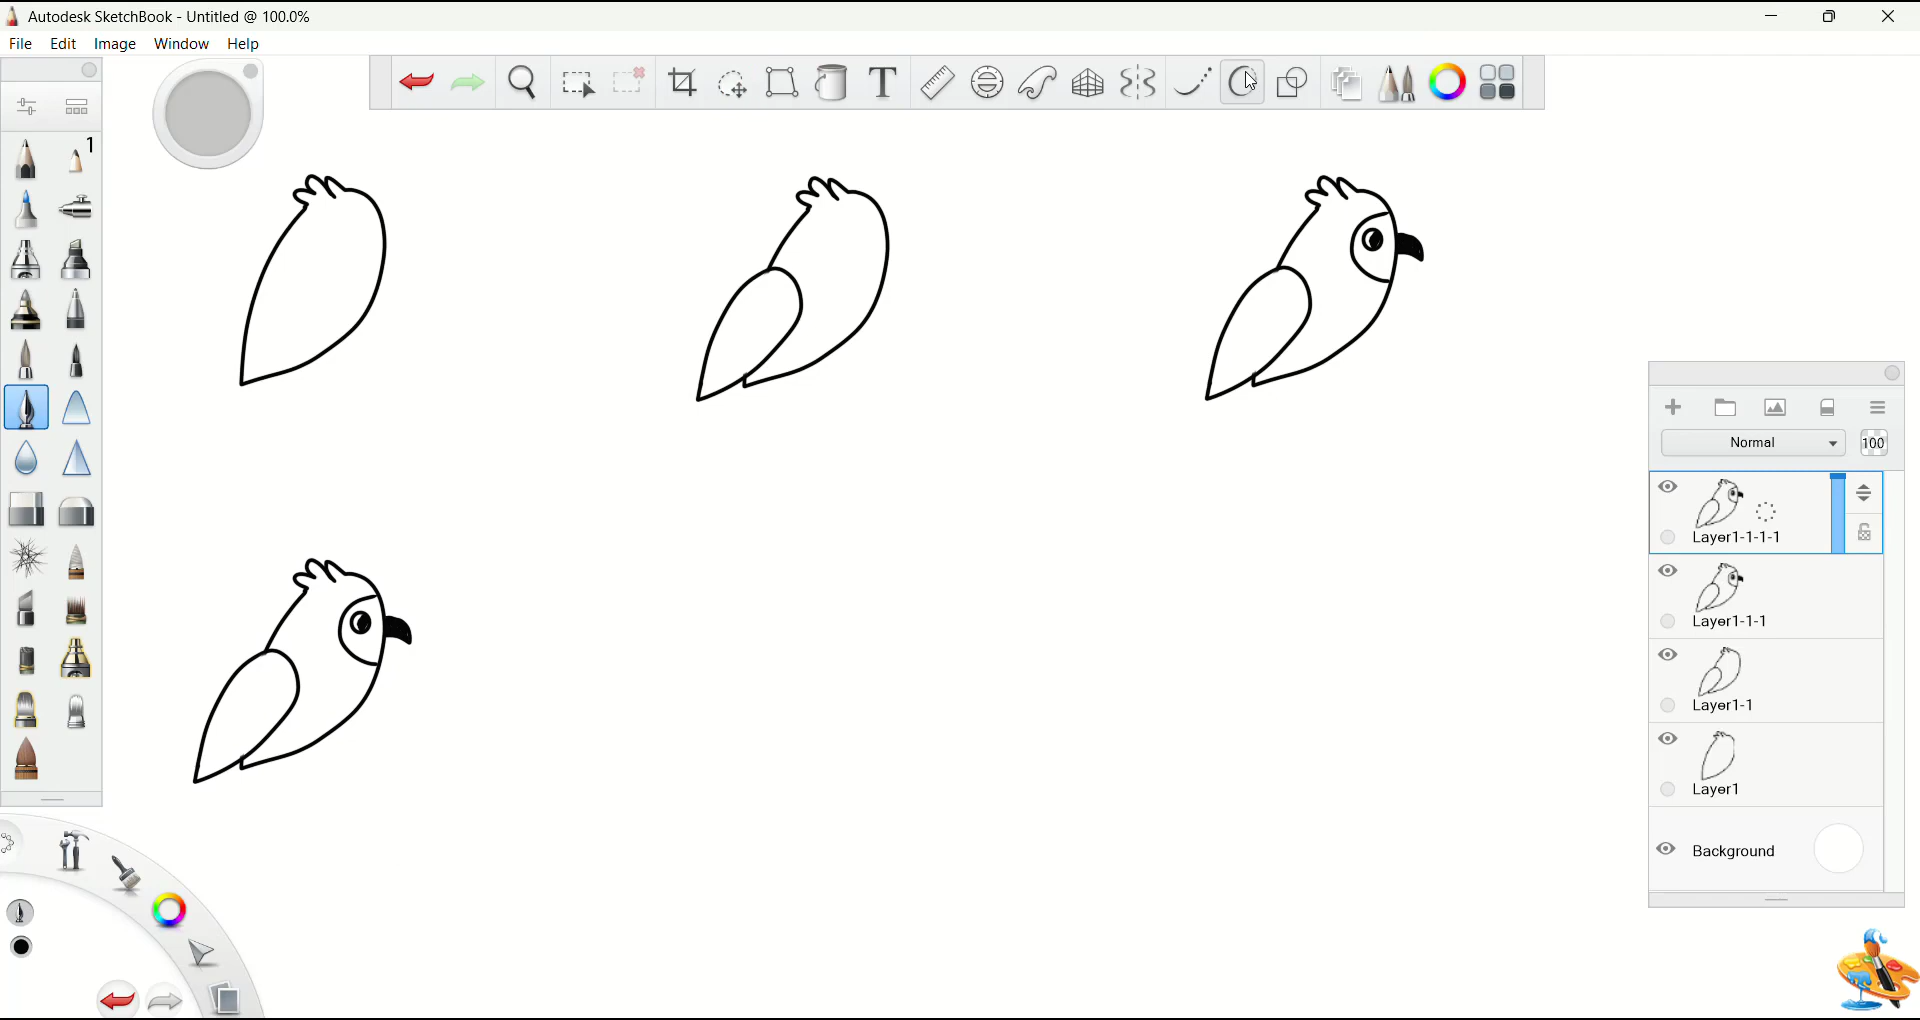 Autodesk SketchBook - Untitled @ 100.0%
File Edit Image Window Help
T
1
Normal 100
Layer1-1-1-1
Layer1-1-1
Layer1-1
Layer1
Background